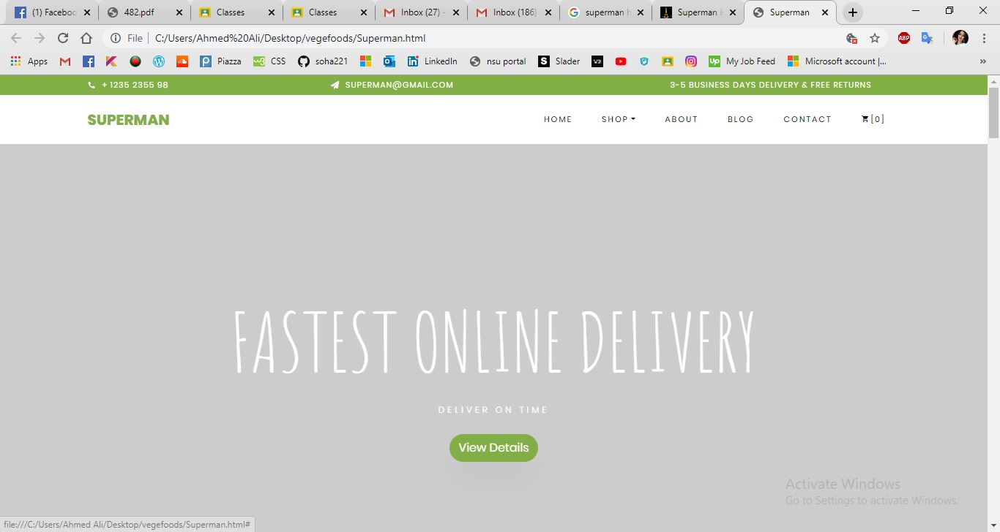 (1) Faceboo
482.pdf
Classes
Classes
Inbox (27) -
Inbox (186)
superman h
Superman H
Superman
File
C:/Users/Ahmed%20Ali/Desktop/vegefoods/Superman.html
ABP
Apps
Piazza
CSS
soha221
LinkedIn
nsu portal
Slader
My Job Feed
Microsoft account |...
+ 1235 2355 98
SUPERMAN@GMAIL.COM
3-5 BUSINESS DAYS DELIVERY & FREE RETURNS
SUPERMAN
HOME
SHOP
ABOUT
BLOG
CONTACT
[0]
FASTEST ONLINE DELIVERY
DELIVER ON TIME
View Details
Activate Windows
Go to Settings to activate Windows.
file:///C:/Users/Ahmed Ali/Desktop/vegefoods/Superman.html#